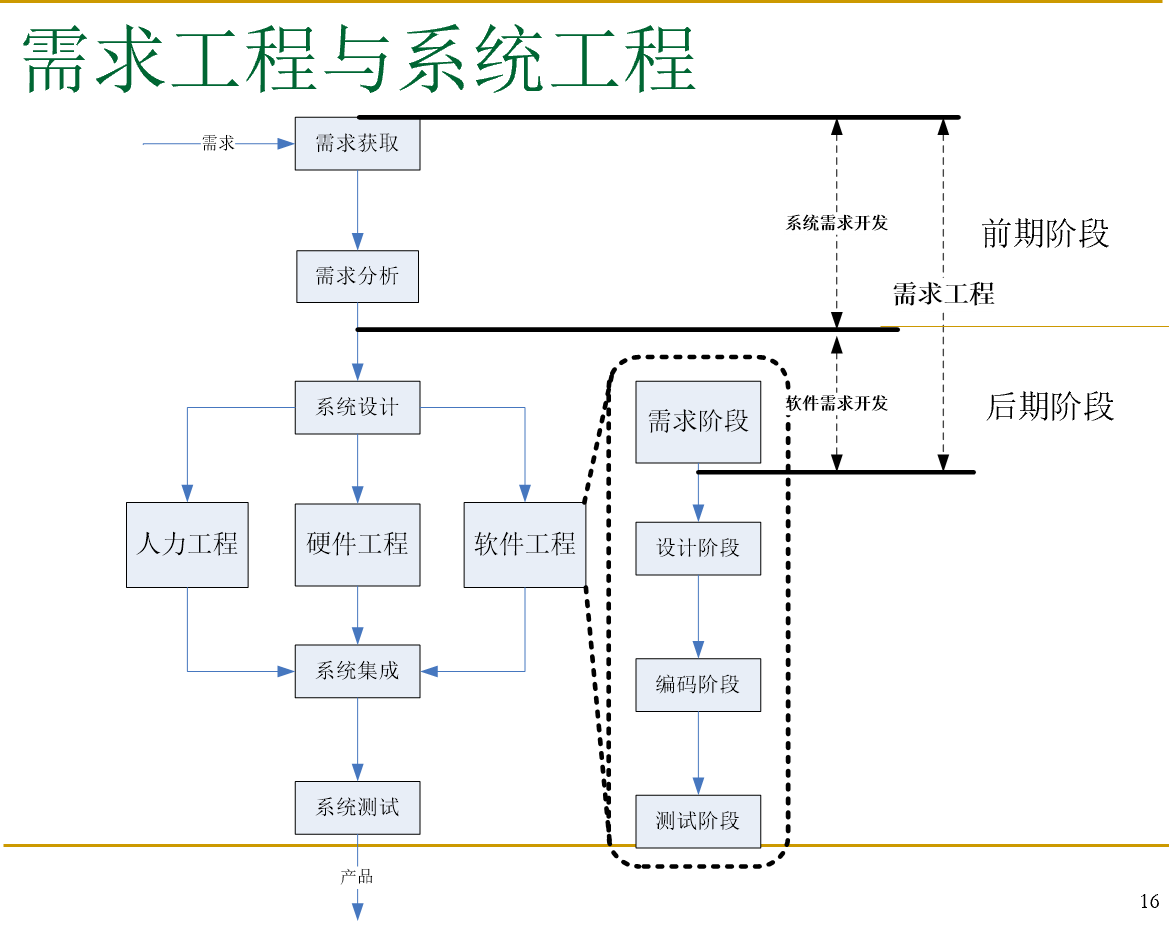 需求工程与系统工程
需求
需求获取
系统需求开发
前期阶段
需求分析
需求工程
系统设计
需求阶段
软件需求开发
后期阶段
人力工程
硬件工程
软件工程
设计阶段
系统集成
编码阶段
系统测试
测试阶段
产品
16